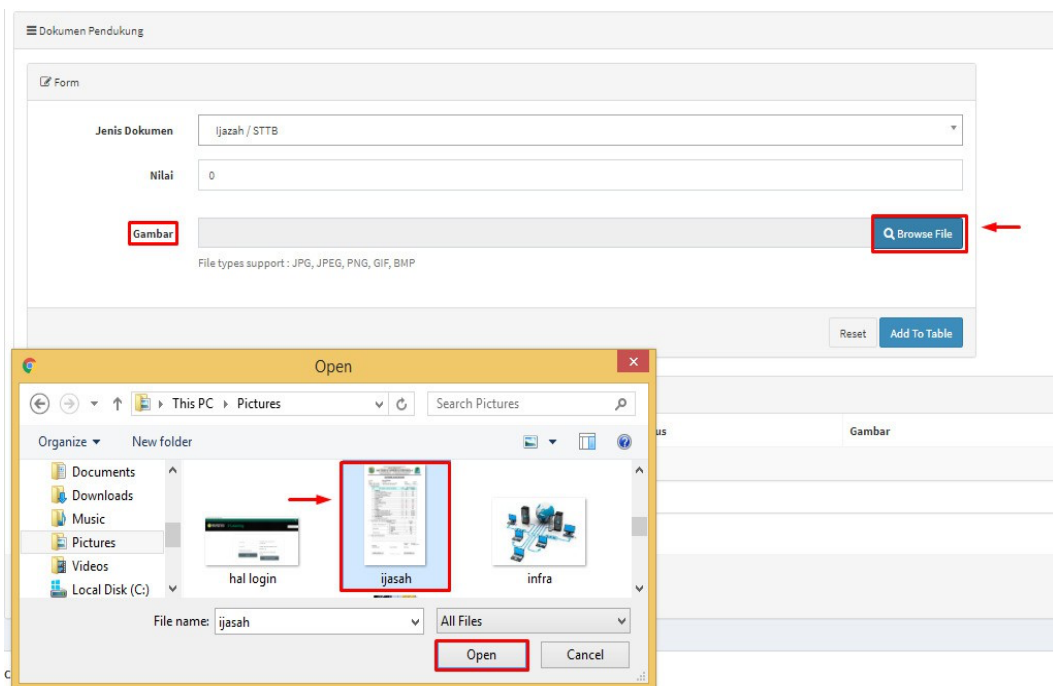 Dokumen Pendukung
Form
Jenis Dokumen
Ijazah / STTB
Nilai
0
Gambar
Browse File
File types support : JPG, JPEG, PNG, GIF, BMP
Reset
Add To Table
Open
This PC
Pictures
Search Pictures
Organize
New folder
us
Gambar
Documents
Downloads
Music
Pictures
Videos
Local Disk (C:)
hal login
ijasah
infra
File name:
ijasah
All Files
Open
Cancel